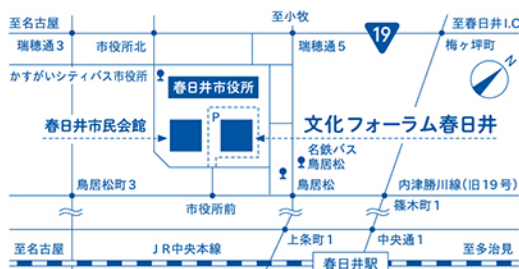 至名古屋
至小牧
至春日井I.C
瑞穂通3
市役所北
瑞穂通5
19
梅ヶ坪町
N
かすがいシティバス市役所
春日井市役所
P
春日井市民会館
文化フォーラム春日井
名鉄バス
鳥居松
鳥居松町3
市役所前
鳥居松
内津勝川線(旧19号)
篠木町1
上条町1
中央通1
至名古屋
JR中央本線
春日井駅
至多治見